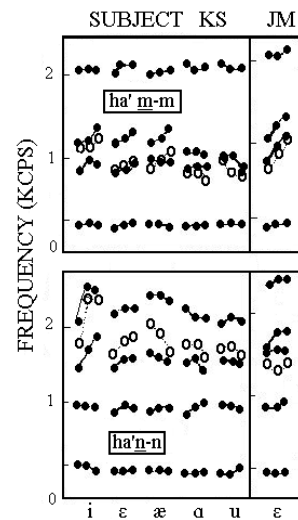 SUBJECT KS JM
2
ha' m-m
1
0
FREQUENCY (KCPS)
2
1
ha'n-n
0
i ɛ æ ɑ u ɛ